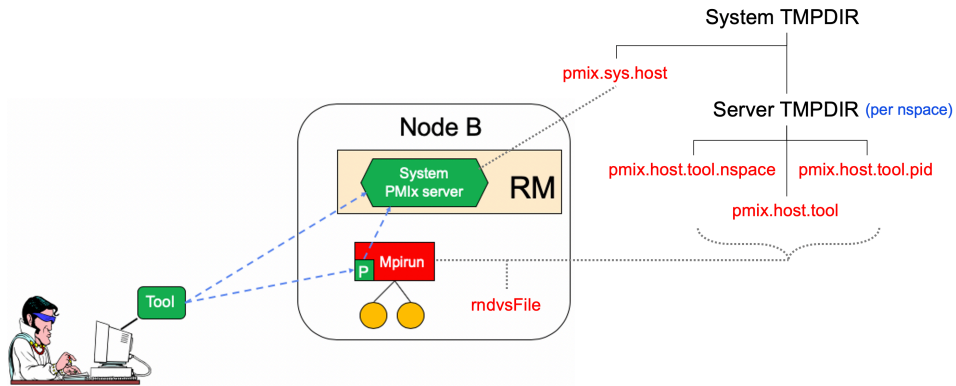 System TMPDIR
pmix.sys.host
Server TMPDIR (per nspace)
Node B
System
PMIx server
RM
pmix.host.tool.nspace
pmix.host.tool.pid
pmix.host.tool
Mpirun
P
Tool
rndvsFile